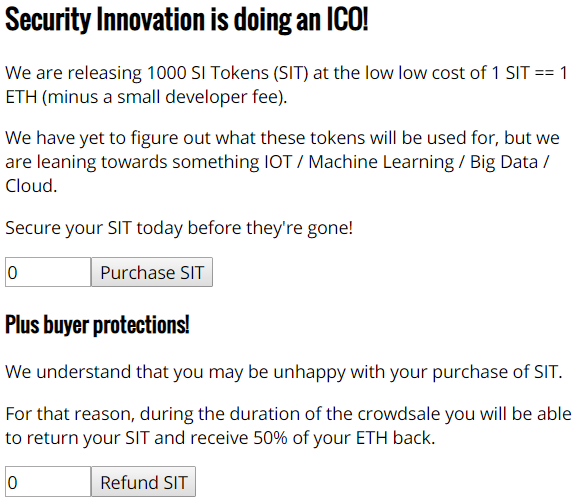 Security Innovation is doing an ICO!
We are releasing 1000 SI Tokens (SIT) at the low low cost of 1 SIT == 1
ETH (minus a small developer fee).
We have yet to figure out what these tokens will be used for, but we
are leaning towards something IOT / Machine Learning / Big Data /
Cloud.
Secure your SIT today before they're gone!
0 Purchase SIT
Plus buyer protections!
We understand that you may be unhappy with your purchase of SIT.
For that reason, during the duration of the crowdsale you will be able
to return your SIT and receive 50% of your ETH back.
0 Refund SIT